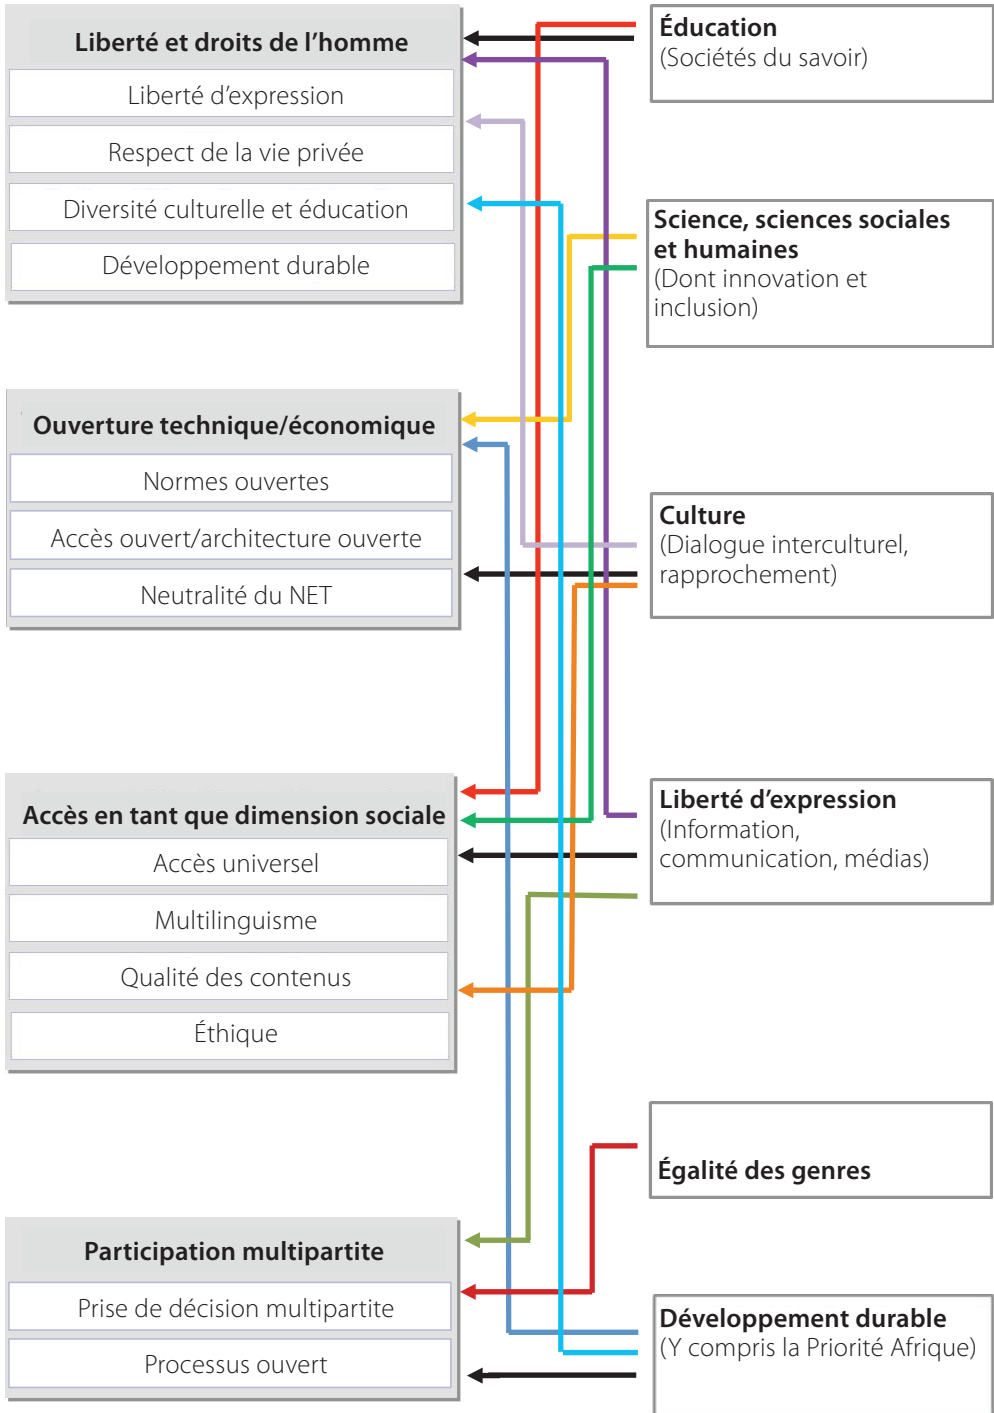 Liberté et droits de l’homme
Liberté d’expression
Respect de la vie privée
Diversité culturelle et éducation
Développement durable
Ouverture technique/économique
Normes ouvertes
Accès ouvert/architecture ouverte
Neutralité du NET
Accès en tant que dimension sociale
Accès universel
Multilinguisme
Qualité des contenus
Éthique
Participation multipartite
Prise de décision multipartite
Processus ouvert
Éducation
(Sociétés du savoir)
Science, sciences sociales
et humaines
(Dont innovation et
inclusion)
Culture
(Dialogue interculturel,
rapprochement)
Liberté d’expression
(Information,
communication, médias)
Égalité des genres
Développement durable
(Y compris la Priorité Afrique)